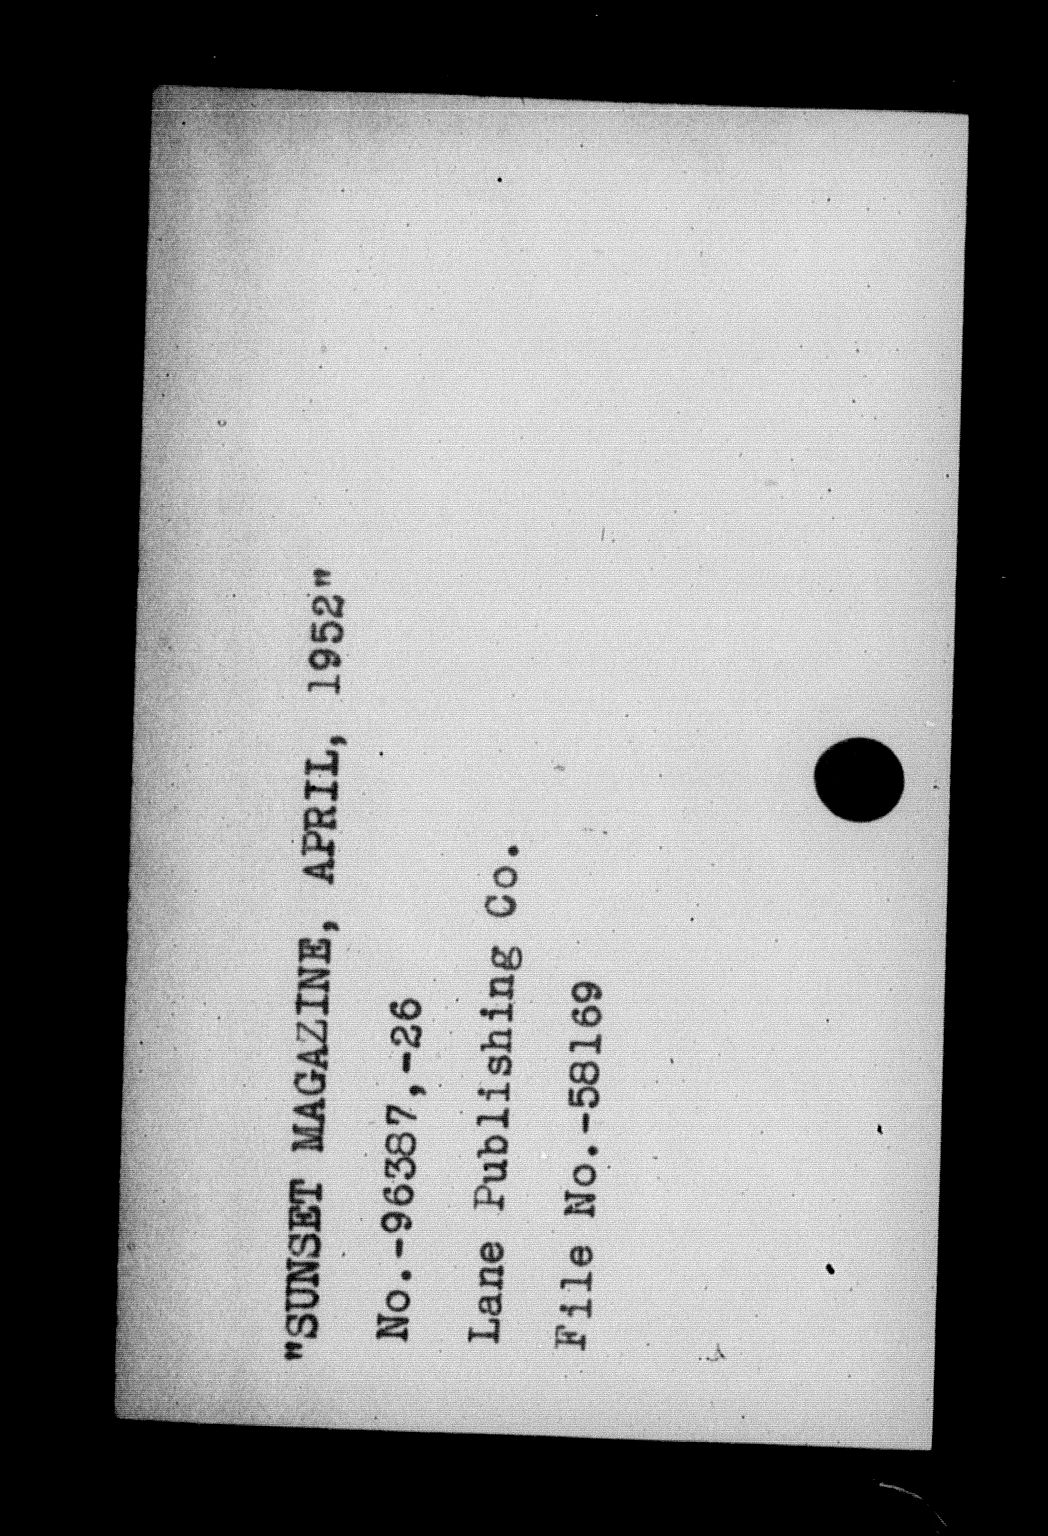 "SUNSET MAGAZINE, APRIL, 1952"
No.-96387,-26
Lane Publishing Co.
File No.-58169